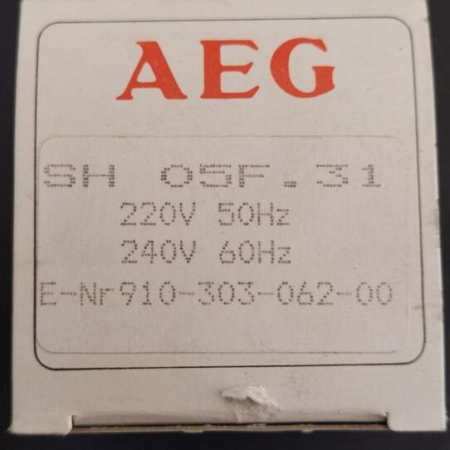 AEG
SH 05F.31
220V 50Hz
240V 60Hz
E-Nr 910-303-062-00